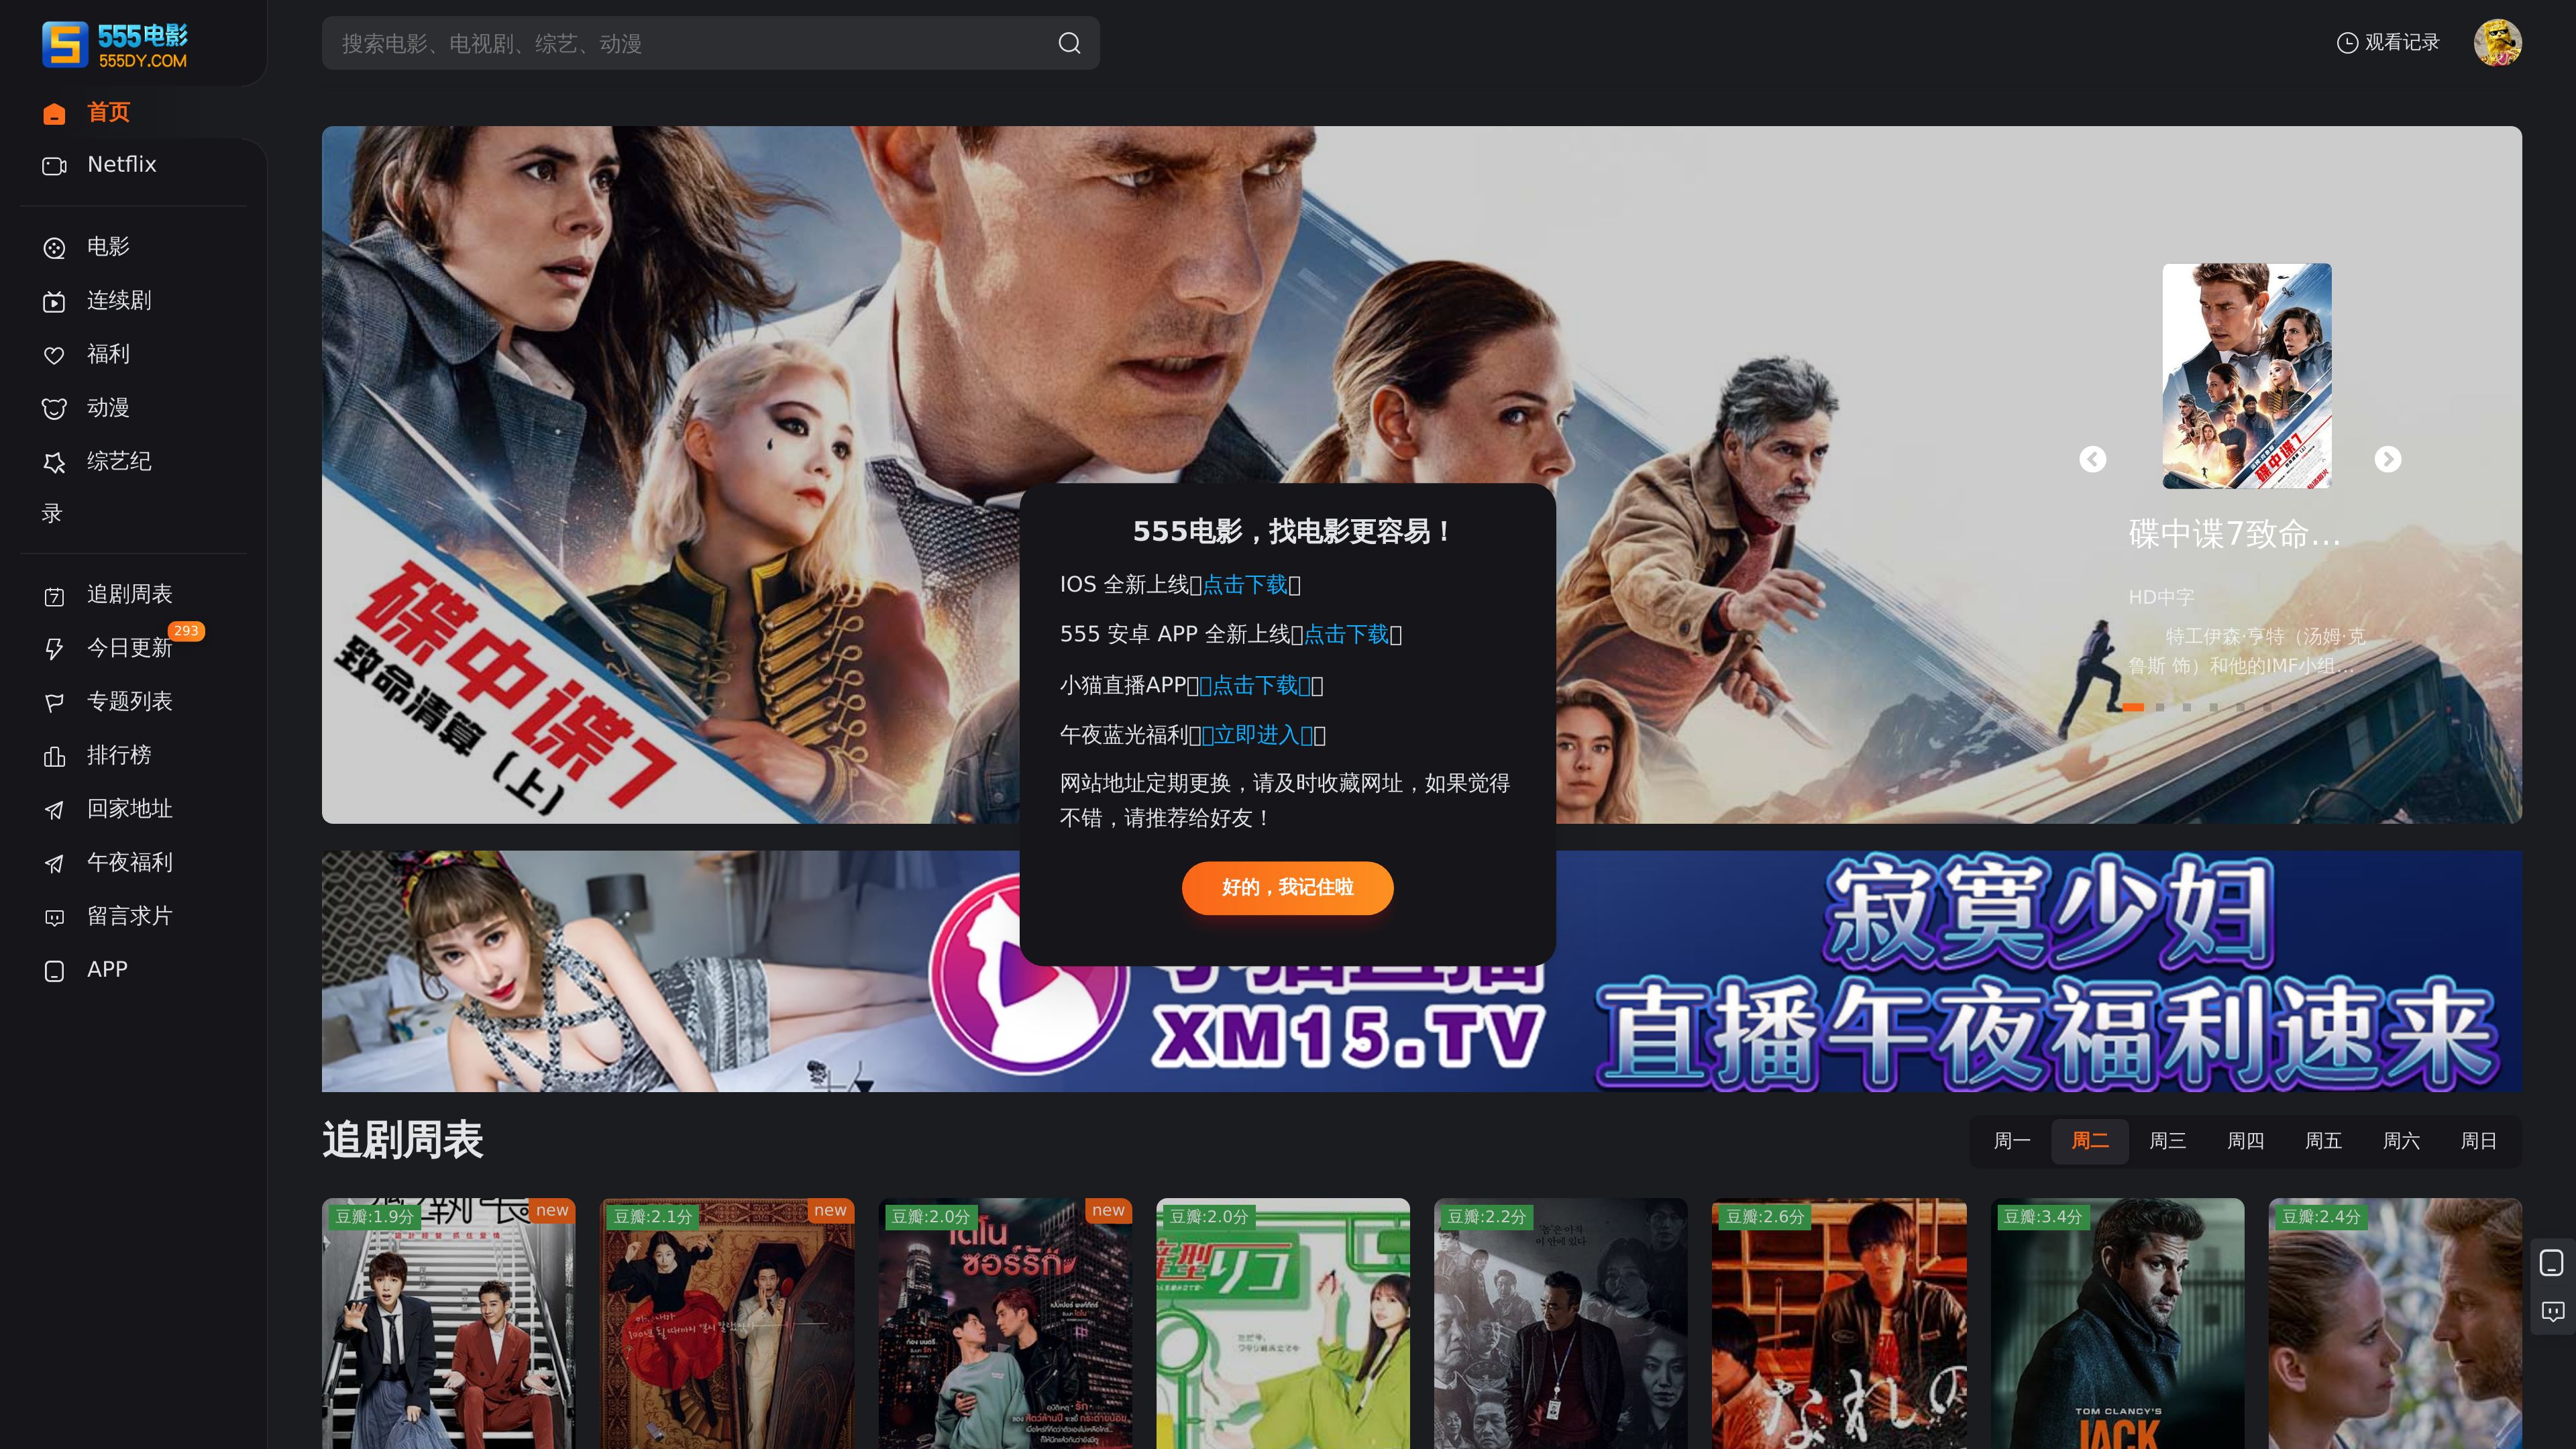 555电影
555DY.COM
搜索电影、电视剧、综艺、动漫
观看记录
首页
Netflix
电影
连续剧
福利
动漫
综艺纪
录
追剧周表
今日更新
293
专题列表
排行榜
回家地址
午夜福利
留言求片
APP
碟中谍7
致命清算（上）
碟中谍7
碟中谍7致命...
HD中字
特工伊森·亨特（汤姆·克
鲁斯 饰）和他的IMF小组...
555电影，找电影更容易！
IOS 全新上线点击下载
555 安卓 APP 全新上线点击下载
小猫直播APP点击下载
午夜蓝光福利立即进入
网站地址定期更换，请及时收藏网址，如果觉得
不错，请推荐给好友！
好的，我记住啦
XM15.TV
寂寞少妇
直播午夜福利速来
追剧周表
周一
周二
周三
周四
周五
周六
周日
豆瓣:1.9分
new
豆瓣:2.1分
new
豆瓣:2.0分
new
豆瓣:2.0分
豆瓣:2.2分
豆瓣:2.6分
豆瓣:3.4分
豆瓣:2.4分
ซอร์รัก
なれの
TOM CLANCY'S
JACK